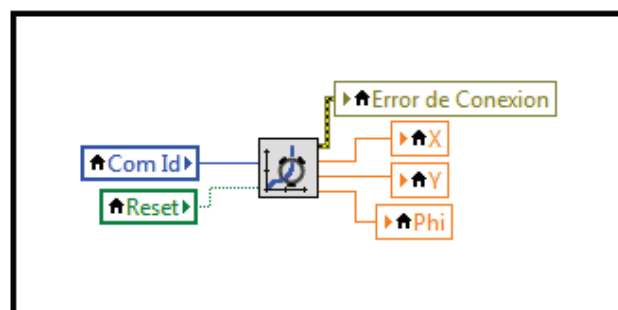 Error de Conexion
X
Com Id
Y
Reset
Phi